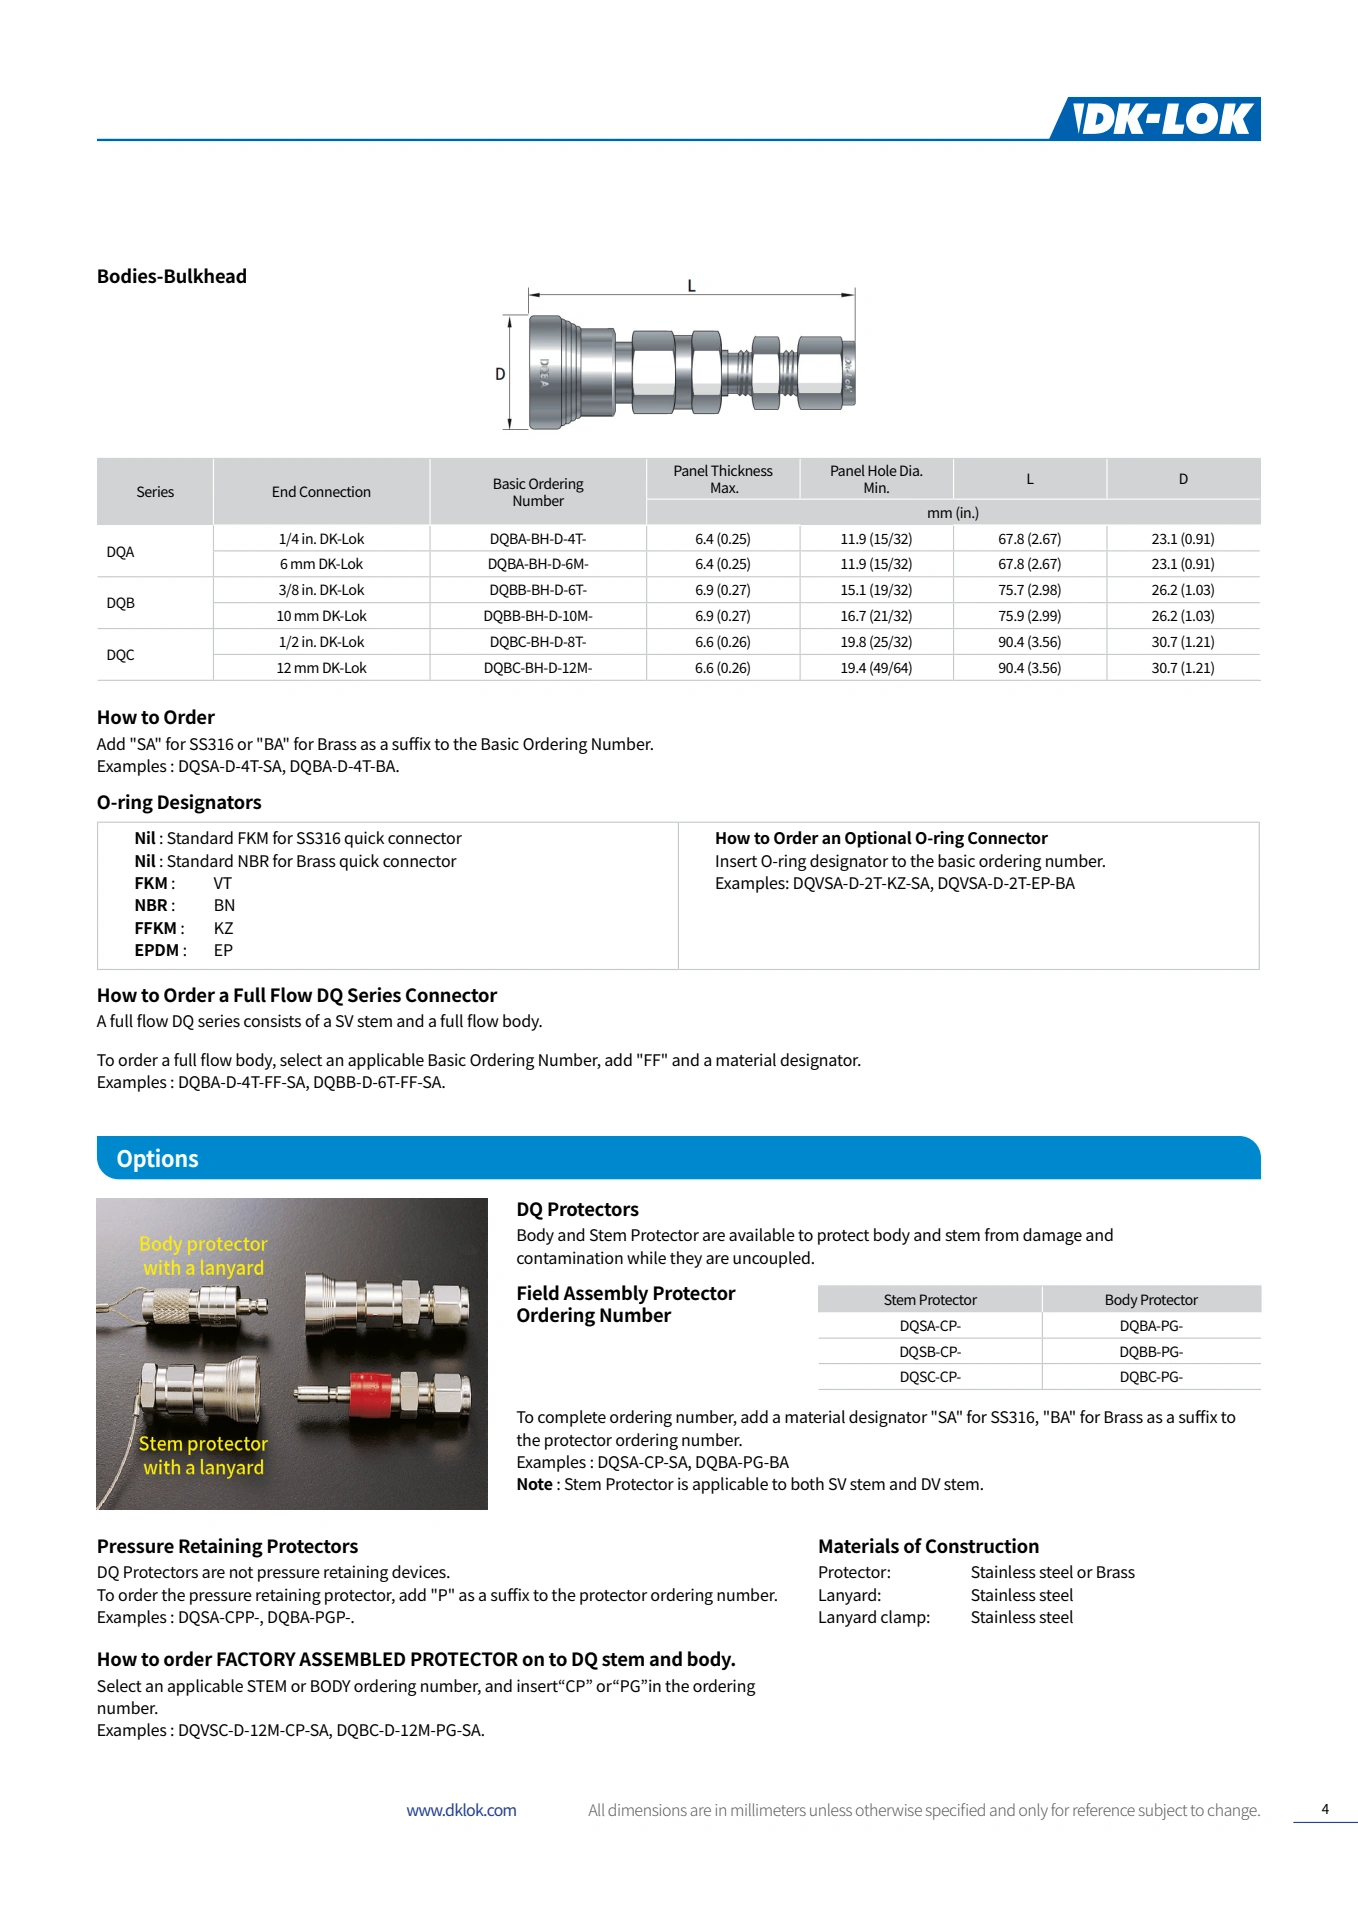 DK-LOK
Bodies-Bulkhead
L
D
Series
End Connection
Basic Ordering
Number
Panel Thickness
Max.
Panel Hole Dia.
Min.
L
D
mm (in.)
DQA
1/4 in. DK-Lok DQBA-BH-D-4T- 6.4 (0.25) 11.9 (15/32) 67.8 (2.67) 23.1 (0.91)
6 mm DK-Lok DQBA-BH-D-6M- 6.4 (0.25) 11.9 (15/32) 67.8 (2.67) 23.1 (0.91)
DQB
3/8 in. DK-Lok DQBB-BH-D-6T- 6.9 (0.27) 15.1 (19/32) 75.7 (2.98) 26.2 (1.03)
10 mm DK-Lok DQBB-BH-D-10M- 6.9 (0.27) 16.7 (21/32) 75.9 (2.99) 26.2 (1.03)
DQC
1/2 in. DK-Lok DQBC-BH-D-8T- 6.6 (0.26) 19.8 (25/32) 90.4 (3.56) 30.7 (1.21)
12 mm DK-Lok DQBC-BH-D-12M- 6.6 (0.26) 19.4 (49/64) 90.4 (3.56) 30.7 (1.21)
How to Order
Add "SA" for SS316 or "BA" for Brass as a suffix to the Basic Ordering Number.
Examples : DQSA-D-4T-SA, DQBA-D-4T-BA.
O-ring Designators
Nil : Standard FKM for SS316 quick connector
Nil : Standard NBR for Brass quick connector
FKM : VT
NBR : BN
FFKM : KZ
EPDM : EP
How to Order an Optional O-ring Connector
Insert O-ring designator to the basic ordering number.
Examples: DQVSA-D-2T-KZ-SA, DQVSA-D-2T-EP-BA
How to Order a Full Flow DQ Series Connector
A full flow DQ series consists of a SV stem and a full flow body.
To order a full flow body, select an applicable Basic Ordering Number, add "FF" and a material designator.
Examples : DQBA-D-4T-FF-SA, DQBB-D-6T-FF-SA.
Options
Body protector
with a lanyard
Stem protector
with a lanyard
DQ Protectors
Body and Stem Protector are available to protect body and stem from damage and
contamination while they are uncoupled.
Field Assembly Protector
Ordering Number
Stem Protector Body Protector
DQSA-CP- DQBA-PG-
DQSB-CP- DQBB-PG-
DQSC-CP- DQBC-PG-
To complete ordering number, add a material designator "SA" for SS316, "BA" for Brass as a suffix to
the protector ordering number.
Examples : DQSA-CP-SA, DQBA-PG-BA
Note : Stem Protector is applicable to both SV stem and DV stem.
Pressure Retaining Protectors
DQ Protectors are not pressure retaining devices.
To order the pressure retaining protector, add "P" as a suffix to the protector ordering number.
Examples : DQSA-CPP-, DQBA-PGP-.
Materials of Construction
Protector: Stainless steel or Brass
Lanyard: Stainless steel
Lanyard clamp: Stainless steel
How to order FACTORY ASSEMBLED PROTECTOR on to DQ stem and body.
Select an applicable STEM or BODY ordering number, and insert“CP” or“PG”in the ordering
number.
Examples : DQVSC-D-12M-CP-SA, DQBC-D-12M-PG-SA.
www.dklok.com
All dimensions are in millimeters unless otherwise specified and only for reference subject to change.
4